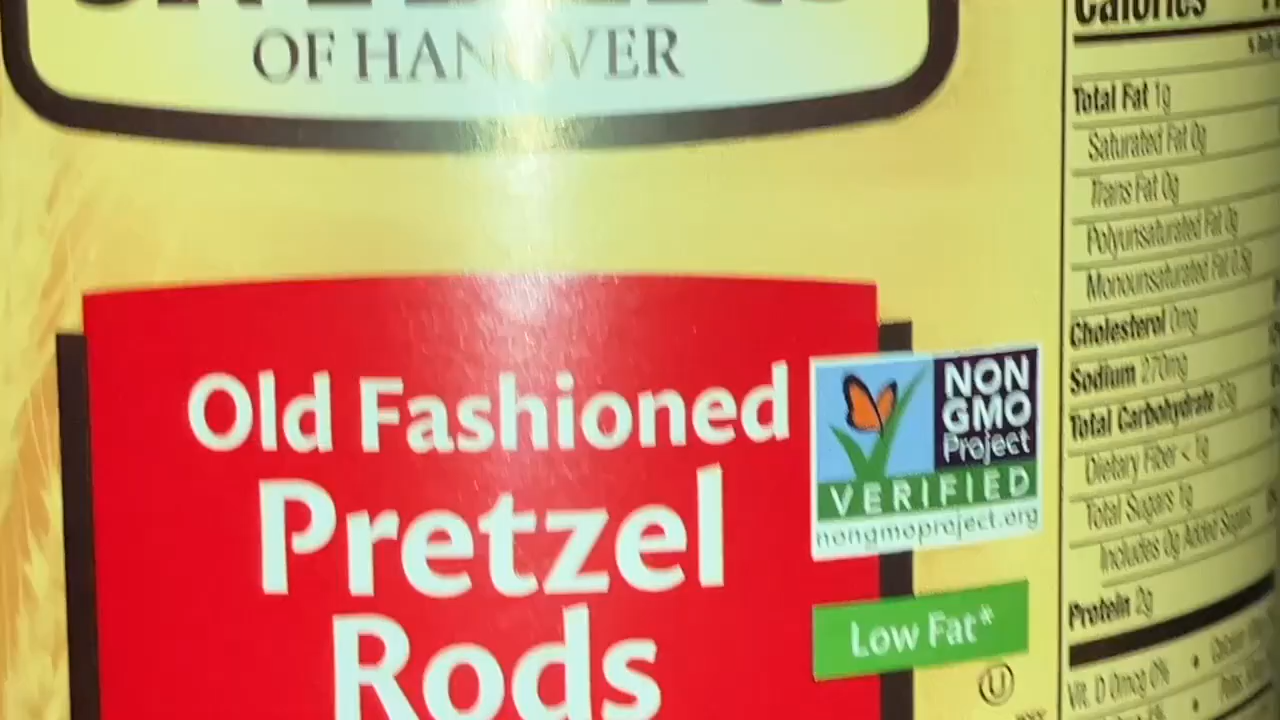 OF HANOVER
Old Fashioned
Pretzel
Rods
NON
GMO
Project
VERIFIED
nongmoproject.org
Low Fat*
U
Calories
Total Fat 1g
Saturated Fat 0g
Trans Fat 0g
Polyunsaturated Fat 0g
Monounsaturated Fat 0.5g
Cholesterol 0mg
Sodium 270mg
Total Carbohydrate 23g
Dietary Fiber < 1g
Total Sugars 1g
Includes 0g Added Sugars
Protein 2g
Vit. D 0mcg 0% •